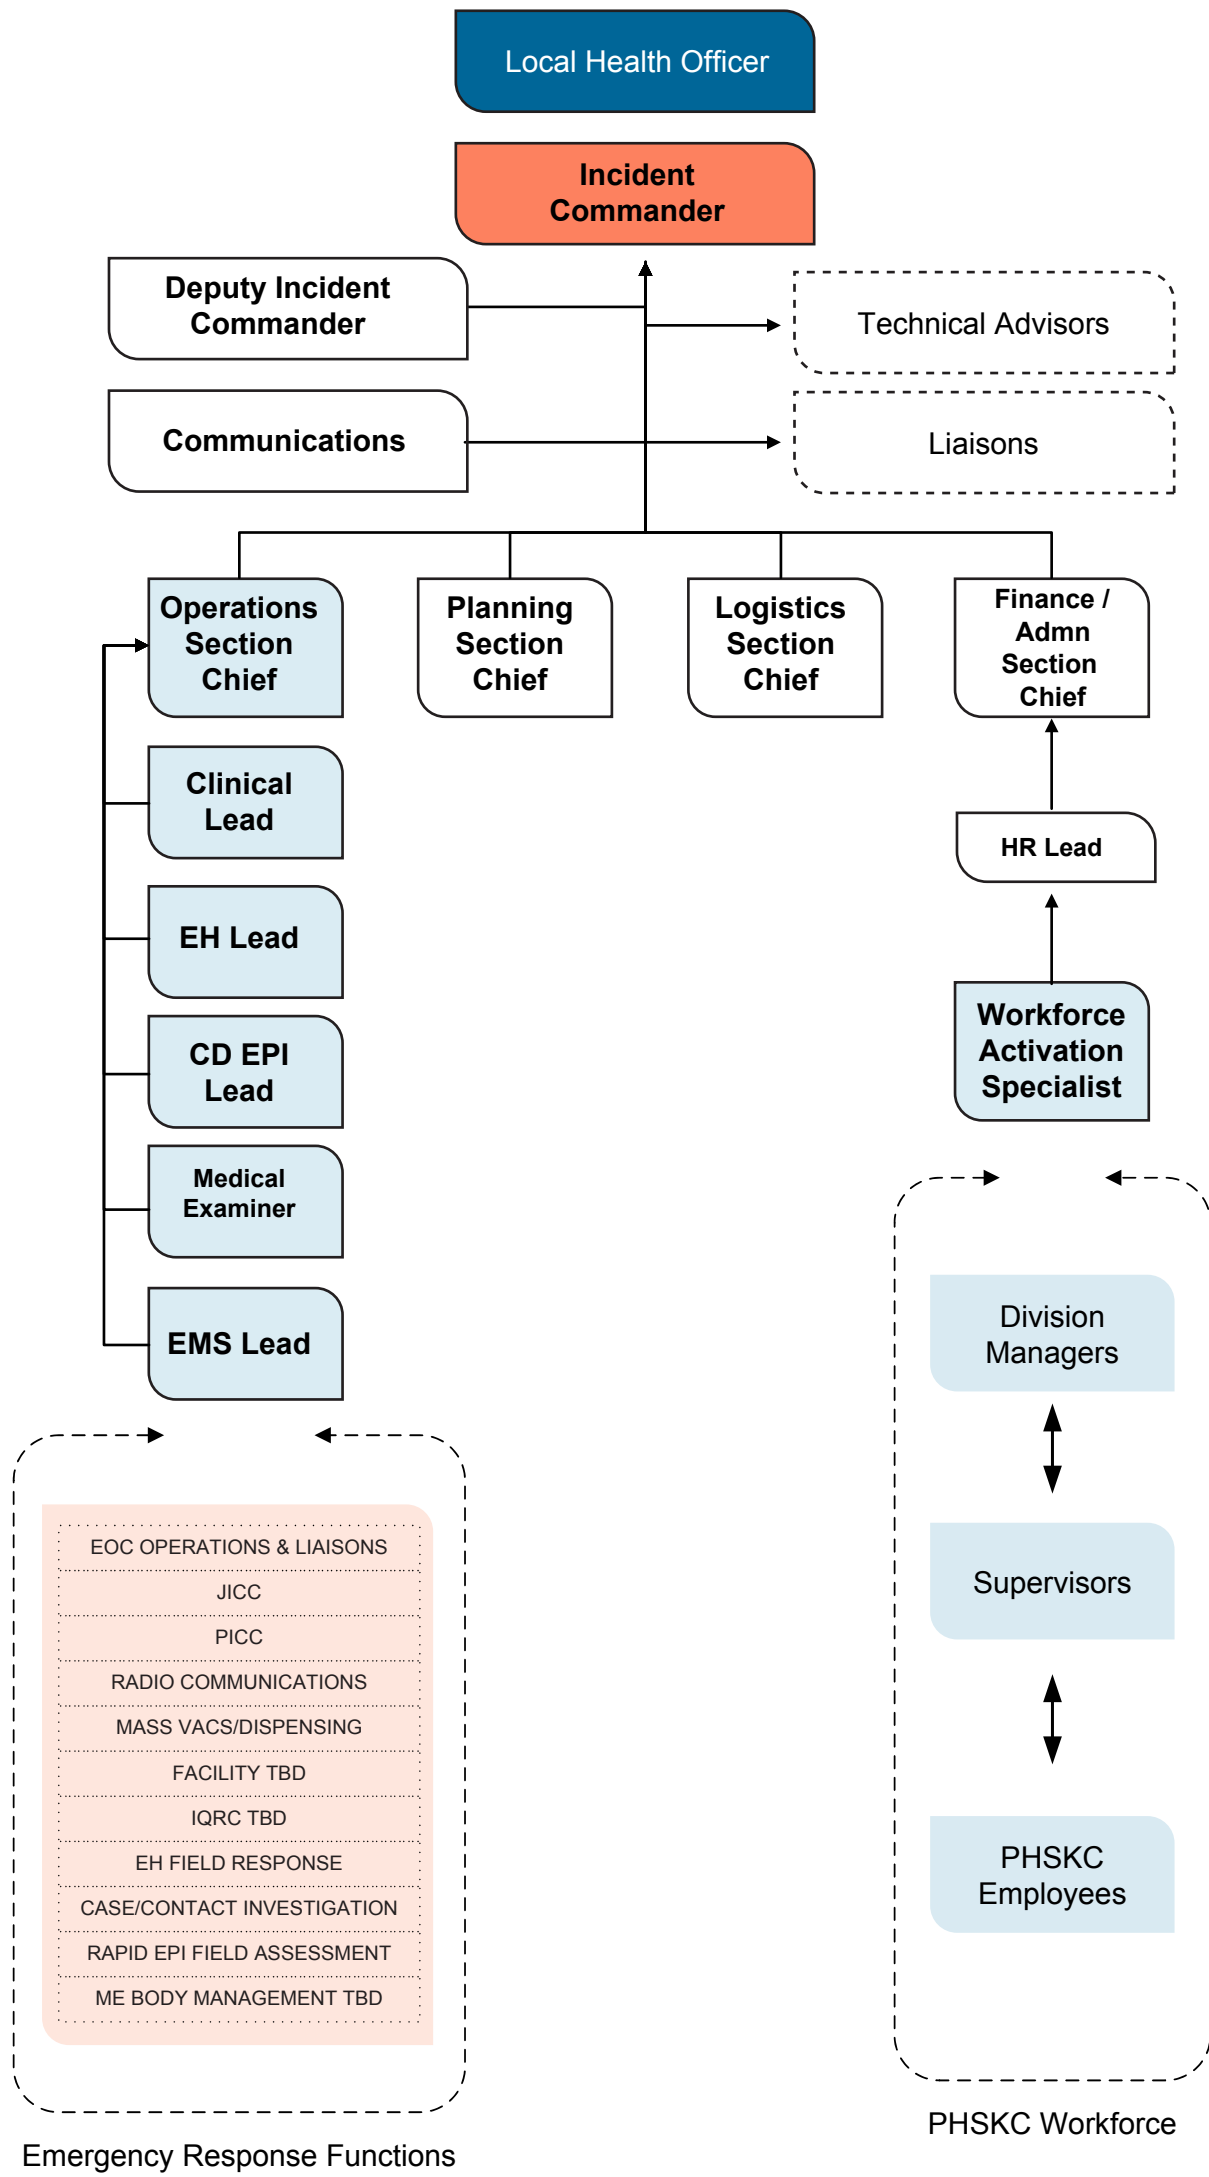 Local Health Officer
Incident
Commander
Deputy Incident
Commander
Technical Advisors
Communications
Liaisons
Operations
Section
Chief
Planning
Section
Chief
Logistics
Section
Chief
Finance /
Admn
Section
Chief
Clinical
Lead
HR Lead
EH Lead
Workforce
Activation
Specialist
CD EPI
Lead
Medical
Examiner
EMS Lead
Division
Managers
Supervisors
PHSKC
Employees
EOC OPERATIONS & LIAISONS
JICC
PICC
RADIO COMMUNICATIONS
MASS VACS/DISPENSING
FACILITY TBD
IQRC TBD
EH FIELD RESPONSE
CASE/CONTACT INVESTIGATION
RAPID EPI FIELD ASSESSMENT
ME BODY MANAGEMENT TBD
PHSKC Workforce
Emergency Response Functions